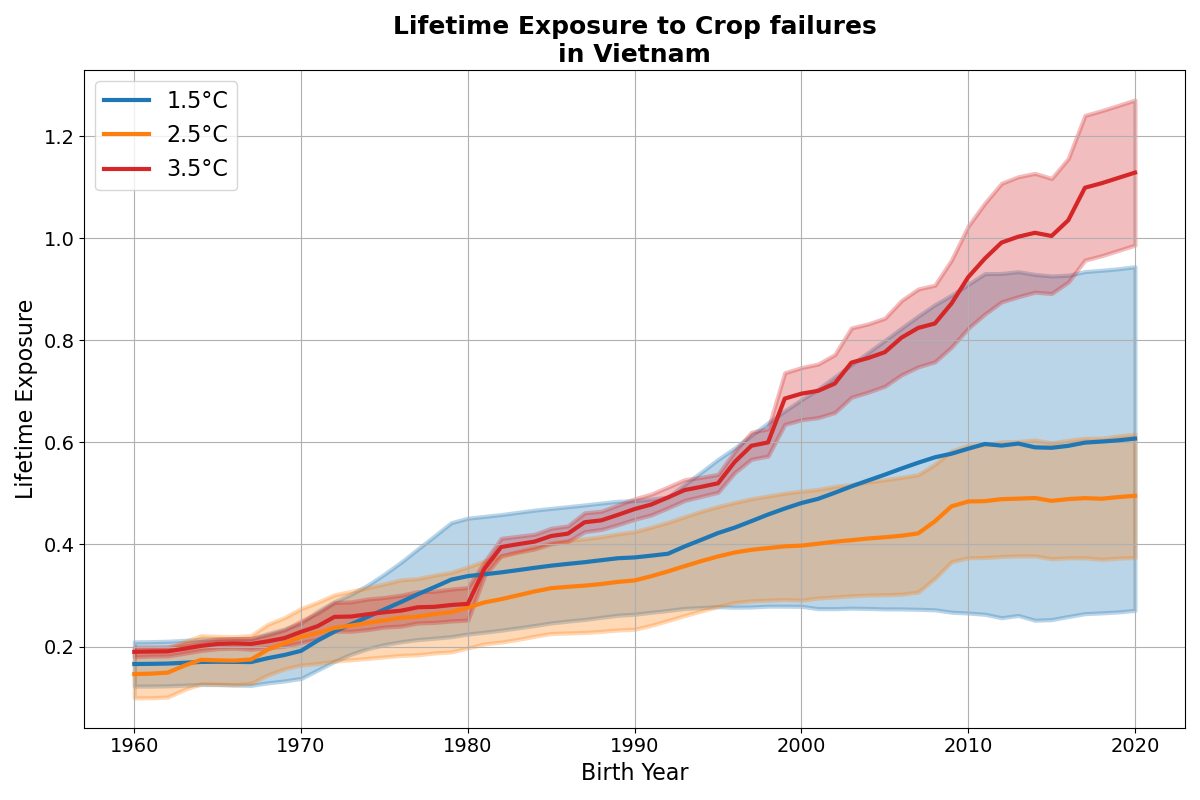 Lifetime Exposure to Crop failures
in Vietnam
1.5°C
2.5°C
3.5°C
Lifetime Exposure
1.2
1.0
0.8
0.6
0.4
0.2
1960 1970 1980 1990 2000 2010 2020
Birth Year